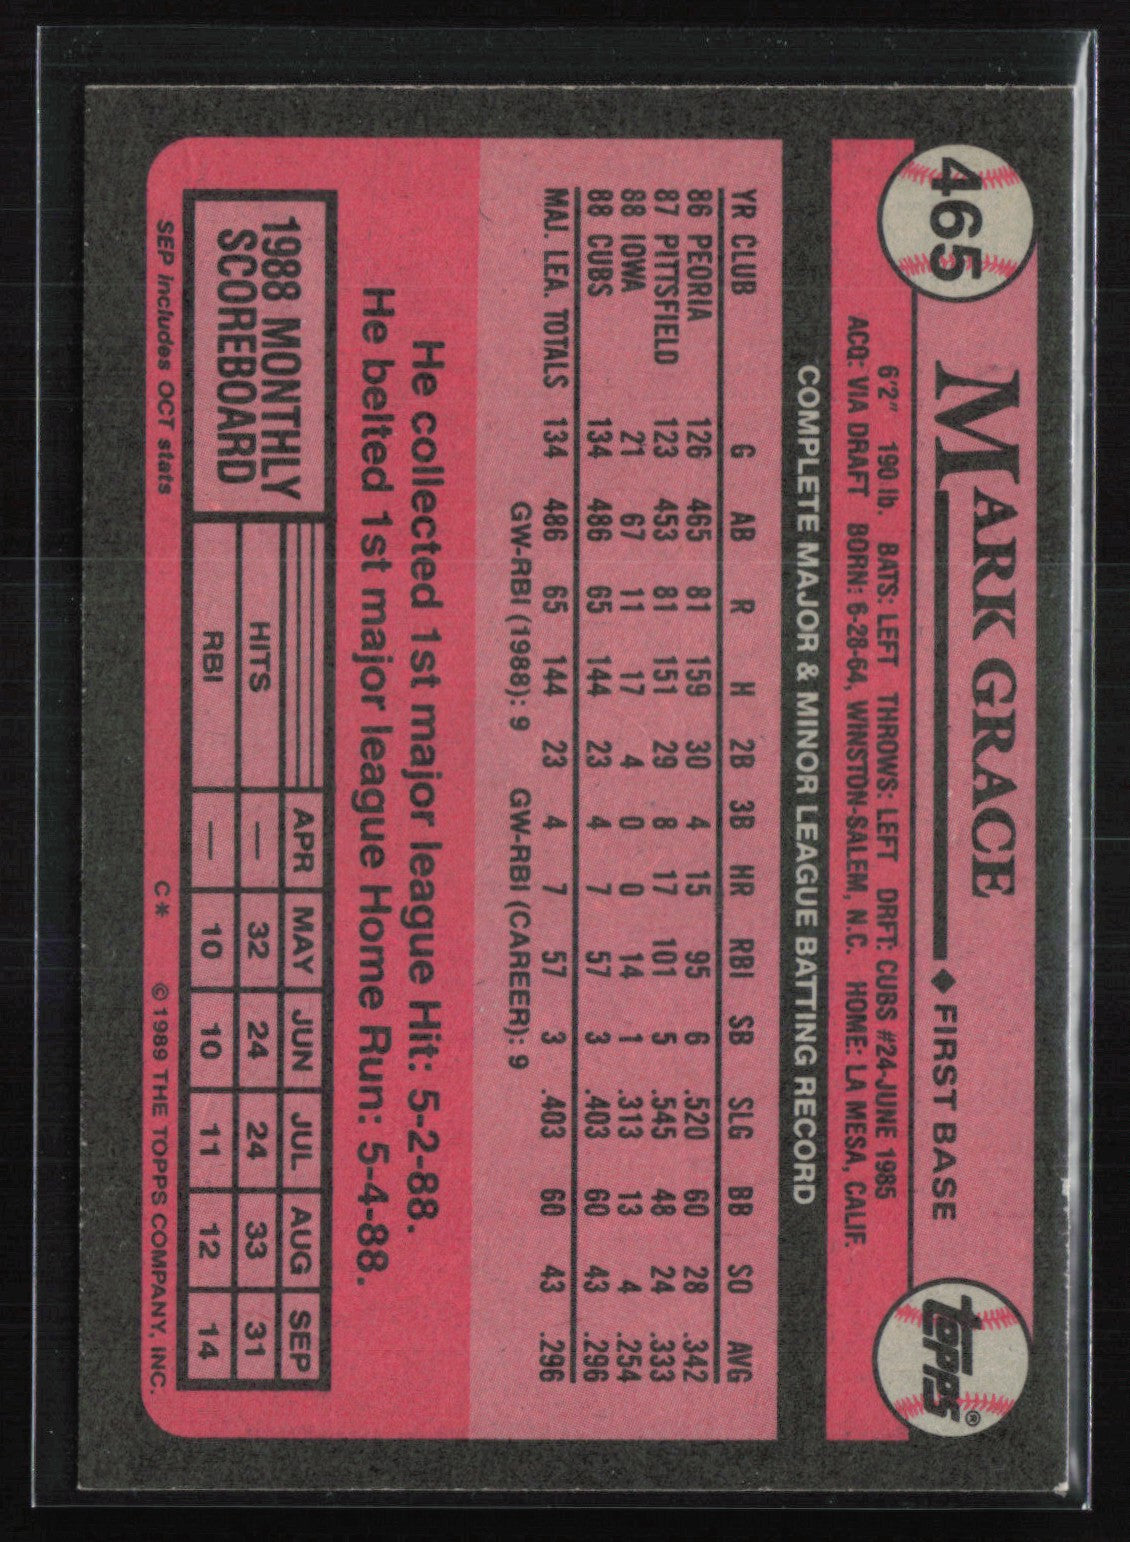 465
MARK GRACE ◆ FIRST BASE
Topps®
6'2" 190 lb. BATS: LEFT THROWS: LEFT DRFT: CUBS #24-JUNE 1985
ACQ: VIA DRAFT BORN: 6-28-64, WINSTON-SALEM, N.C. HOME: LA MESA, CALIF.
COMPLETE MAJOR & MINOR LEAGUE BATTING RECORD
YR CLUB G AB R H 2B 3B HR RBI SB SLG BB SO AVG
86 PEORIA 126 465 81 159 30 4 15 95 6 .520 60 28 .342
87 PITTSFIELD 123 453 81 151 29 8 17 101 5 .545 48 24 .333
88 IOWA 21 67 11 17 4 0 0 14 1 .313 13 4 .254
88 CUBS 134 486 65 144 23 4 7 57 3 .403 60 43 .296
MAJ. LEA. TOTALS 134 486 65 144 23 4 7 57 3 .403 60 43 .296
GW-RBI (1988): 9 GW-RBI (CAREER): 9
He collected 1st major league Hit: 5-2-88.
He belted 1st major league Home Run: 5-4-88.
1988 MONTHLY
SCOREBOARD
APR MAY JUN JUL AUG SEP
HITS — 32 24 24 33 31
RBI — 10 10 11 12 14
SEP includes OCT stats
C* © 1989 THE TOPPS COMPANY, INC.